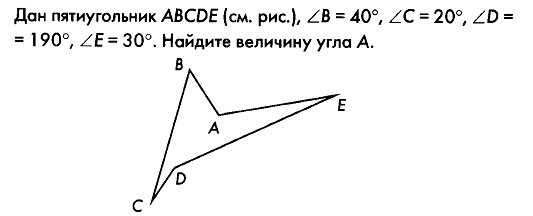 Дан пятиугольник ABCDE (см. рис.), ∠B = 40°, ∠C = 20°, ∠D =
= 190°, ∠E = 30°. Найдите величину угла A.
B
A
E
D
C